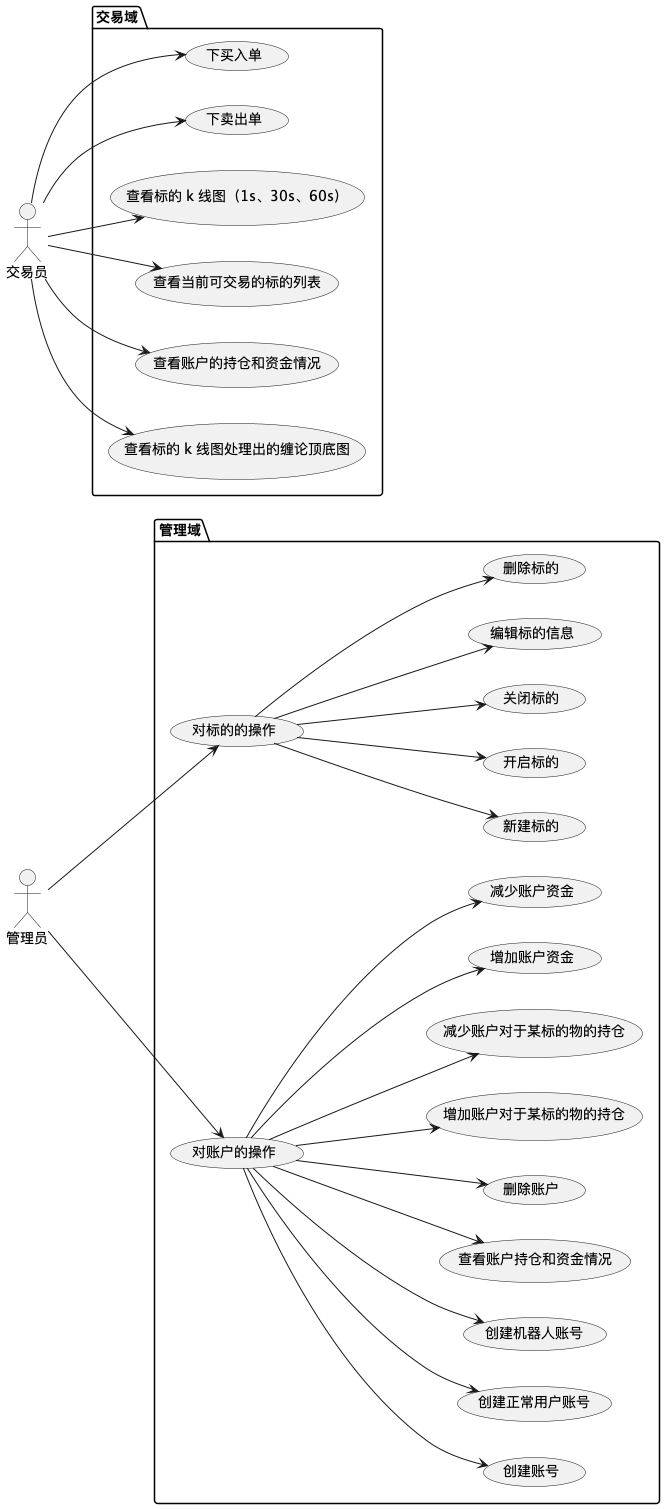 交易域
下买入单
下卖出单
查看标的 k 线图（1s、30s、60s）
查看当前可交易的标的列表
交易员
查看账户的持仓和资金情况
查看标的 k 线图处理出的缠论顶底图
管理域
删除标的
编辑标的信息
关闭标的
对标的的操作
开启标的
新建标的
减少账户资金
管理员
增加账户资金
减少账户对于某标的物的持仓
增加账户对于某标的物的持仓
对账户的操作
删除账户
查看账户持仓和资金情况
创建机器人账号
创建正常用户账号
创建账号